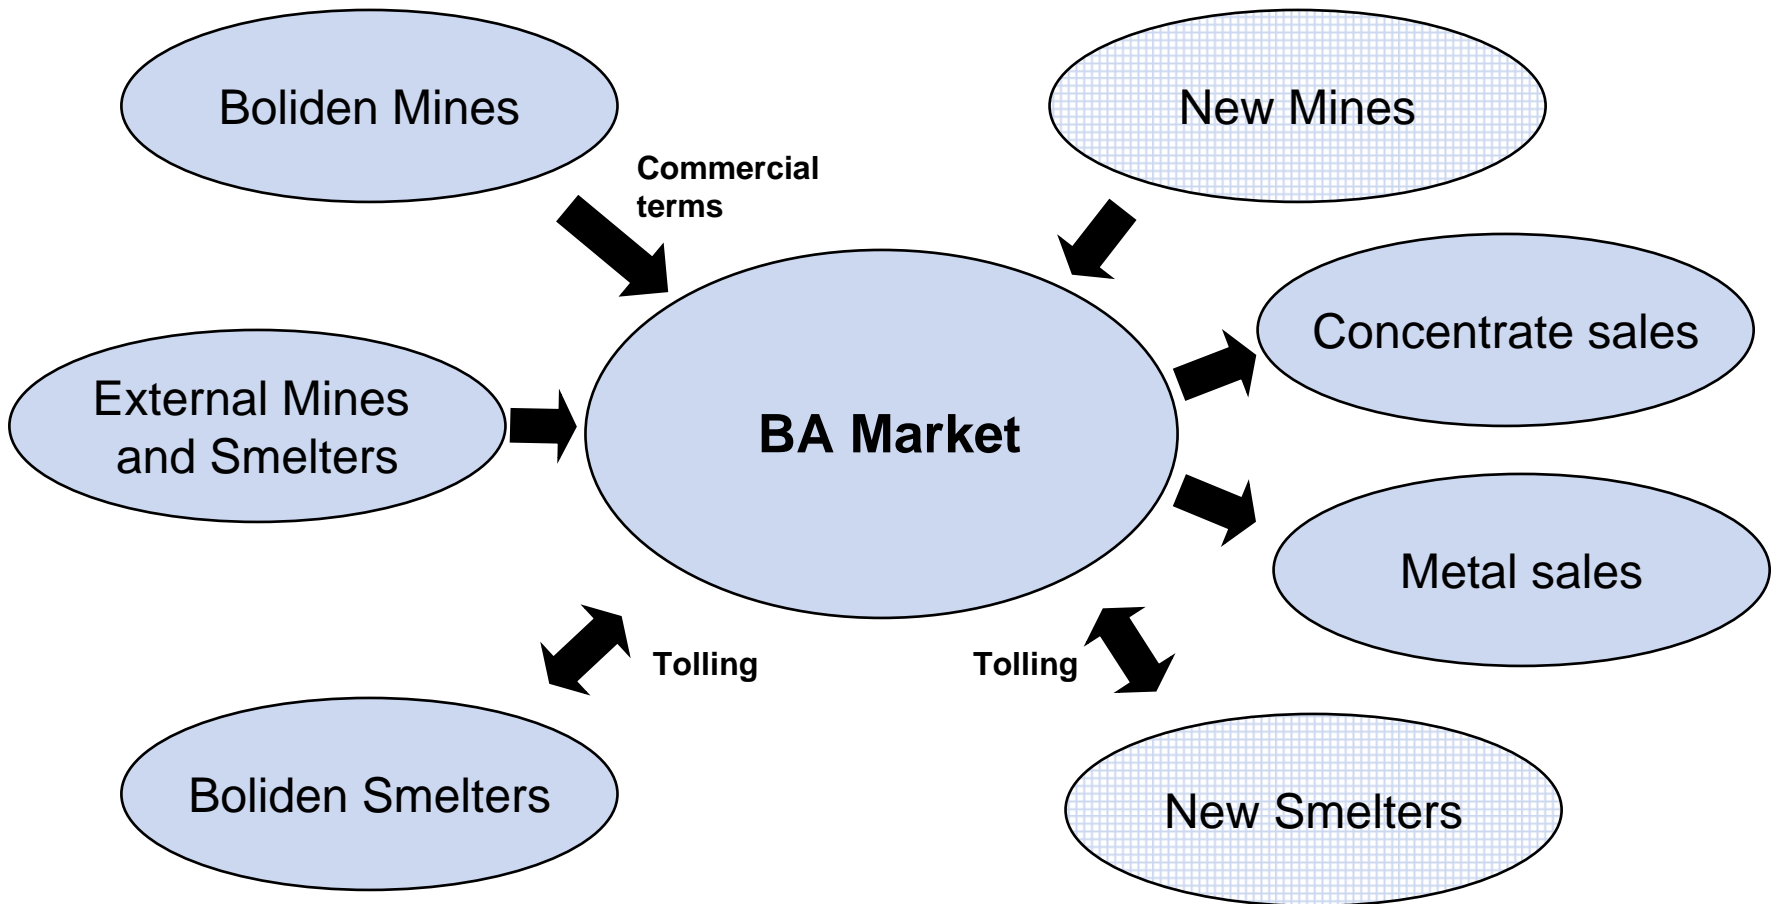 Boliden Mines
New Mines
Commercial
terms
Concentrate sales
External Mines
and Smelters
BA Market
Metal sales
Tolling
Tolling
Boliden Smelters
New Smelters